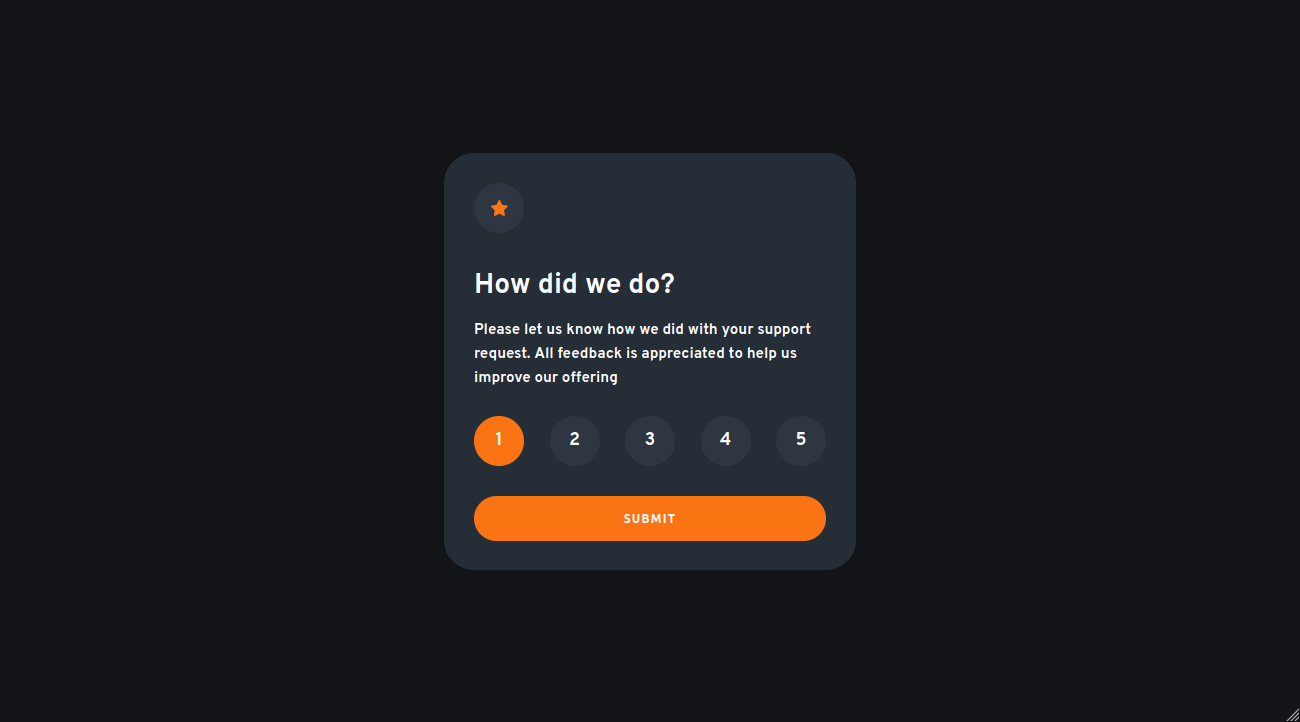 How did we do?
Please let us know how we did with your support
request. All feedback is appreciated to help us
improve our offering
1 2 3 4 5
SUBMIT